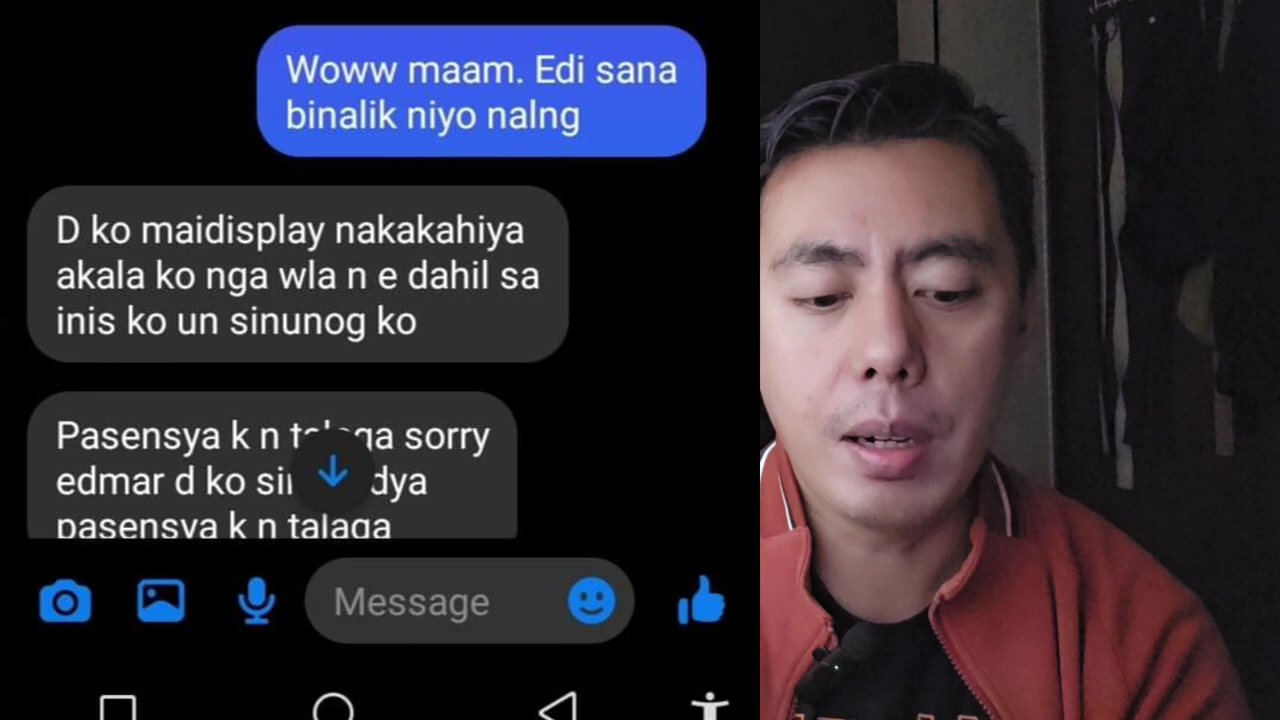 Woww maam. Edi sana
binalik niyo nalng
D ko maidisplay nakakahiya
akala ko nga wla n e dahil sa
inis ko un sinunog ko
Pasensya k n sorry
edmar d ko
pasensya k n talaga
Message